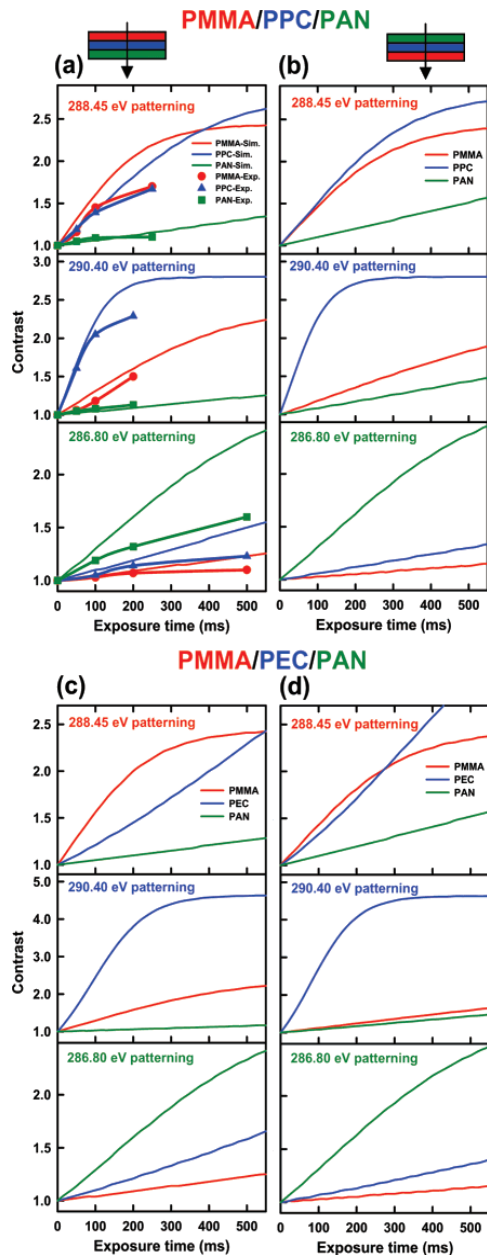 PMMA/PPC/PAN
(a)
(b)
288.45 eV patterning
288.45 eV patterning
2.5
2.0
1.5
1.0
PMMA-Sim.
PPC-Sim.
PAN-Sim.
PMMA-Exp.
PPC-Exp.
PAN-Exp.
PMMA
PPC
PAN
290.40 eV patterning
290.40 eV patterning
3.0
2.5
2.0
1.5
1.0
Contrast
286.80 eV patterning
286.80 eV patterning
2.0
1.5
1.0
0 100 200 300 400 500
0 100 200 300 400 500
Exposure time (ms)
Exposure time (ms)
PMMA/PEC/PAN
(c)
(d)
288.45 eV patterning
288.45 eV patterning
2.5
2.0
1.5
1.0
PMMA
PEC
PAN
PMMA
PEC
PAN
290.40 eV patterning
290.40 eV patterning
5.0
4.0
3.0
2.0
1.0
Contrast
286.80 eV patterning
286.80 eV patterning
2.0
1.5
1.0
0 100 200 300 400 500
0 100 200 300 400 500
Exposure time (ms)
Exposure time (ms)